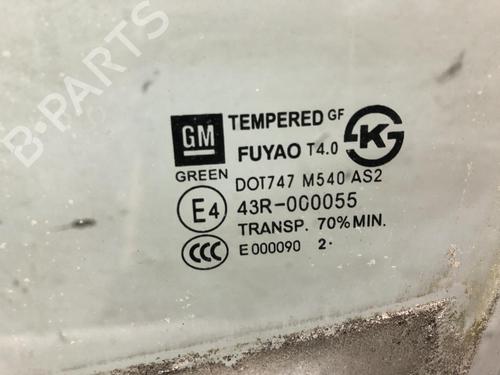 B-PARTS
GM TEMPERED GF
FUYAO T4.0 K
GREEN DOT747 M540 AS2
E4 43R-000055
TRANSP. 70% MIN.
CCC E000090 2.